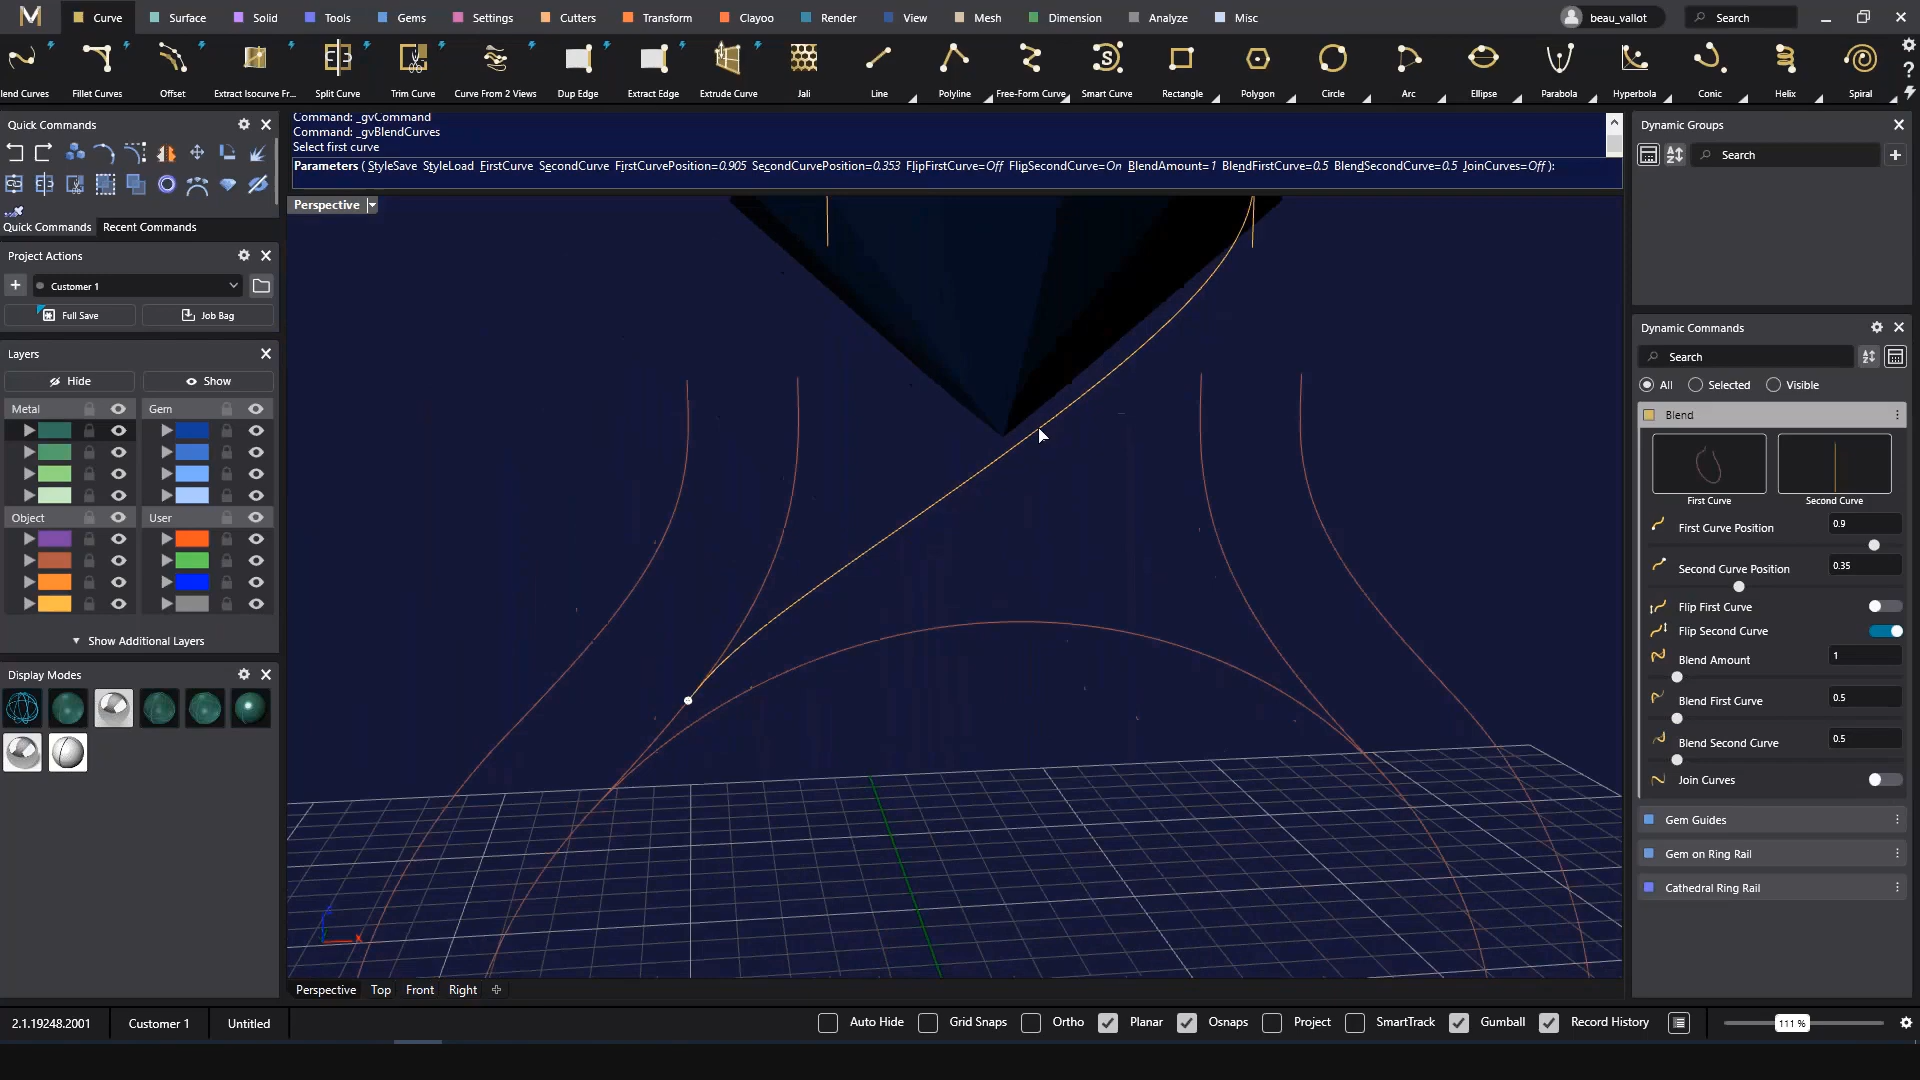 Curve Surface Solid Tools Gems Settings Cutters Transform Clayoo Render View Mesh Dimension Analyze Misc beau_vallot Search
lend Curves Fillet Curves Offset Extract Isocurve Fr... Split Curve Trim Curve Curve From 2 Views Dup Edge Extract Edge Extrude Curve Jali Line Polyline Free-Form Curve Smart Curve Rectangle Polygon Circle Arc Ellipse Parabola Hyperbola Conic Helix Spiral
Quick Commands
Quick Commands Recent Commands
Project Actions
Customer 1
Full Save Job Bag
Layers
Hide Show
Metal Gem
Object User
Show Additional Layers
Display Modes
Command: _gvCommand
Command: _gvBlendCurves
Select first curve
Parameters ( StyleSave StyleLoad FirstCurve SecondCurve FirstCurvePosition=0.905 SecondCurvePosition=0.353 FlipFirstCurve=Off FlipSecondCurve=On BlendAmount=1 BlendFirstCurve=0.5 BlendSecondCurve=0.5 JoinCurves=Off ):
Perspective
x
Perspective Top Front Right
Dynamic Groups
Search
Dynamic Commands
Search
All Selected Visible
Blend
First Curve Second Curve
First Curve Position 0.9
Second Curve Position 0.35
Flip First Curve
Flip Second Curve
Blend Amount 1
Blend First Curve 0.5
Blend Second Curve 0.5
Join Curves
Gem Guides
Gem on Ring Rail
Cathedral Ring Rail
2.1.19248.2001 Customer 1 Untitled Auto Hide Grid Snaps Ortho Planar Osnaps Project SmartTrack Gumball Record History 111 %